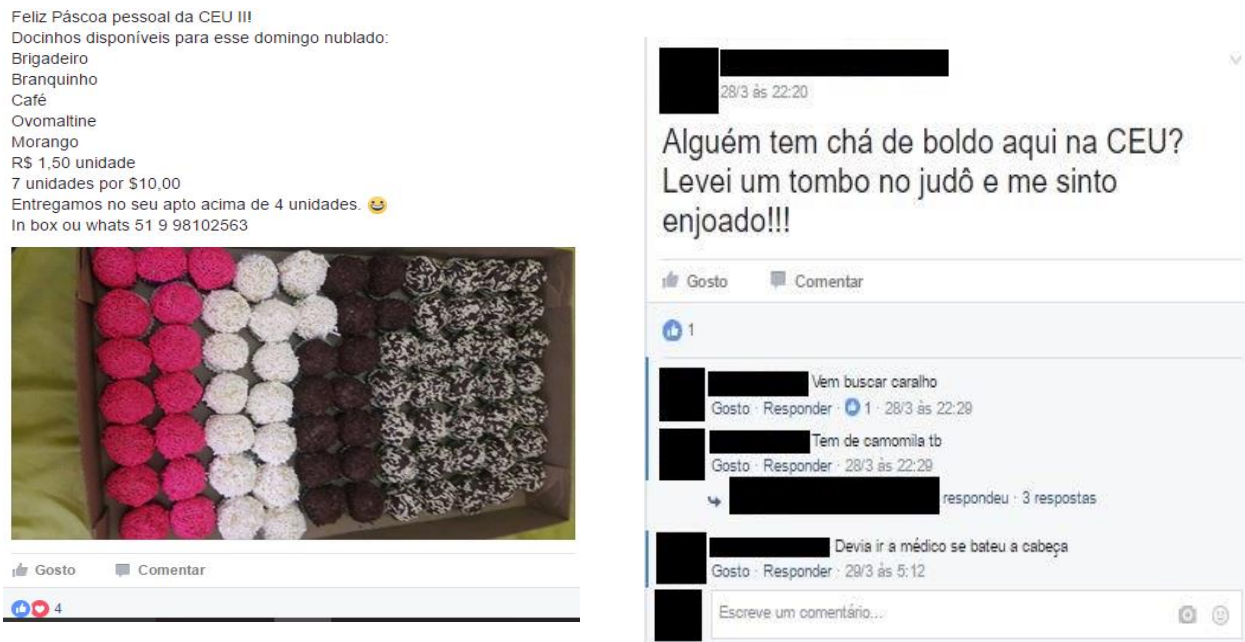 Feliz Páscoa pessoal da CEU II!
Docinhos disponíveis para esse domingo nublado:
Brigadeiro
Branquinho
Café
Ovomaltine
Morango
R$ 1,50 unidade
7 unidades por $10,00
Entregamos no seu apto acima de 4 unidades.
In box ou whats 51 9 98102563
Gosto Comentar
4
28/3 às 22:20
Alguém tem chá de boldo aqui na CEU?
Levei um tombo no judô e me sinto
enjoado!!!
Gosto Comentar
1
Vem buscar caralho
Gosto · Responder · 1 · 28/3 às 22:29
Tem de camomila tb
Gosto · Responder · 28/3 às 22:29
respondeu · 3 respostas
Devia ir a médico se bateu a cabeça
Gosto · Responder · 29/3 às 5:12
Escreve um comentário...